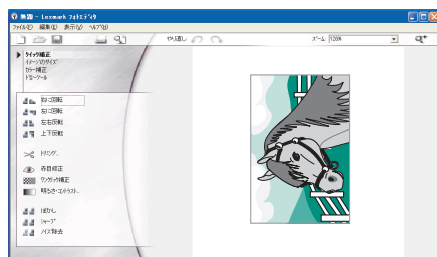 無題 - Lexmark フォトエディタ
ファイル(F) 編集(E) 表示(V) ヘルプ(H)
やり直し
ズーム 126%
クイック補正
イメージのサイズ
カラー補正
ドローツール
右に回転
左に回転
左右反転
上下反転
トリミング...
赤目修正
ワンタッチ補正
明るさ・コントラスト...
ぼかし
シャープ
ノイズ除去